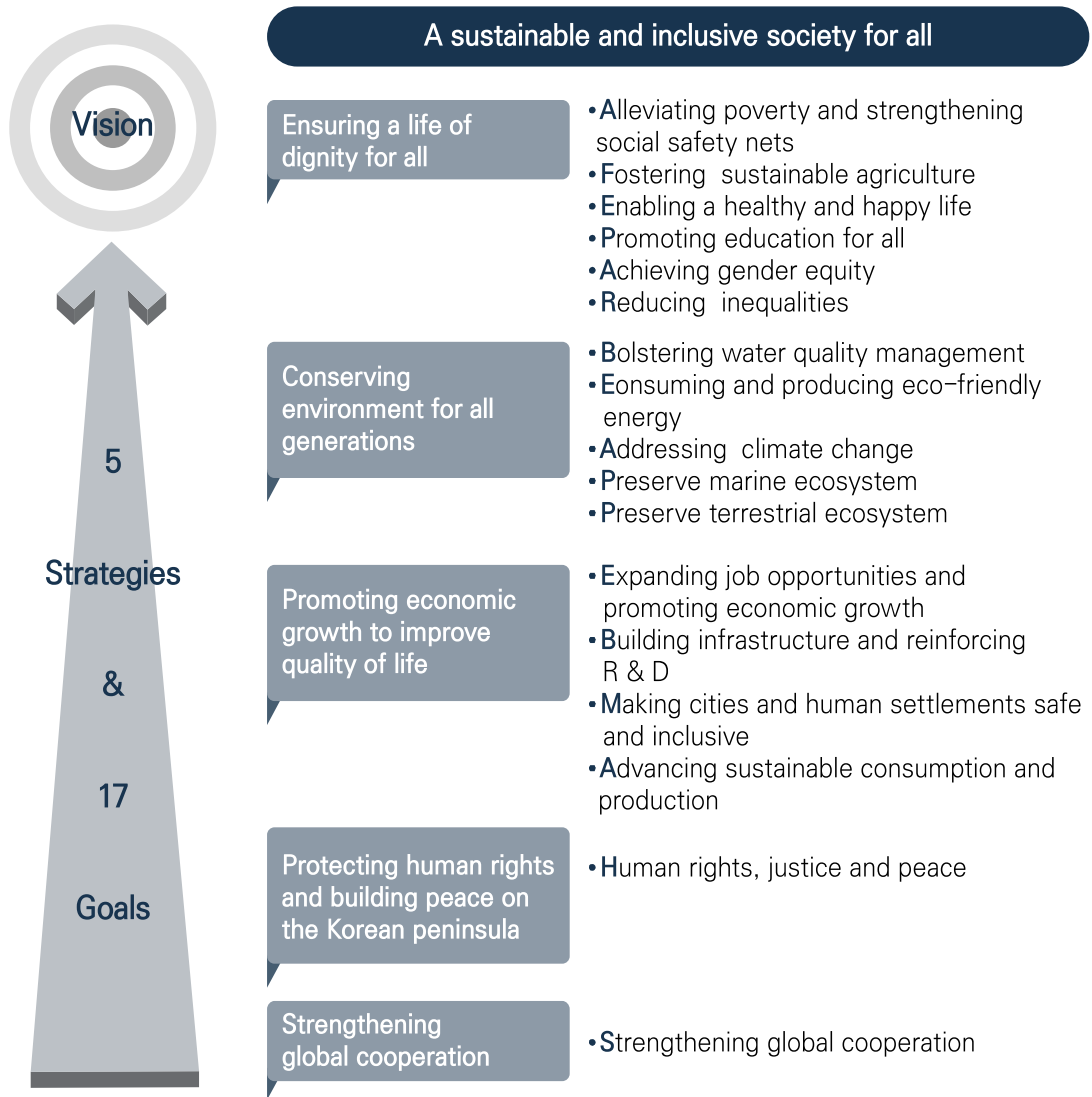 A sustainable and inclusive society for all
Vision
5
Strategies
&
17
Goals
Ensuring a life of
dignity for all
•Alleviating poverty and strengthening
social safety nets
•Fostering sustainable agriculture
•Enabling a healthy and happy life
•Promoting education for all
•Achieving gender equity
•Reducing inequalities
Conserving
environment for all
generations
•Bolstering water quality management
•Eonsuming and producing eco-friendly
energy
•Addressing climate change
•Preserve marine ecosystem
•Preserve terrestrial ecosystem
Promoting economic
growth to improve
quality of life
•Expanding job opportunities and
promoting economic growth
•Building infrastructure and reinforcing
R & D
•Making cities and human settlements safe
and inclusive
•Advancing sustainable consumption and
production
Protecting human rights
and building peace on
the Korean peninsula
•Human rights, justice and peace
Strengthening
global cooperation
•Strengthening global cooperation